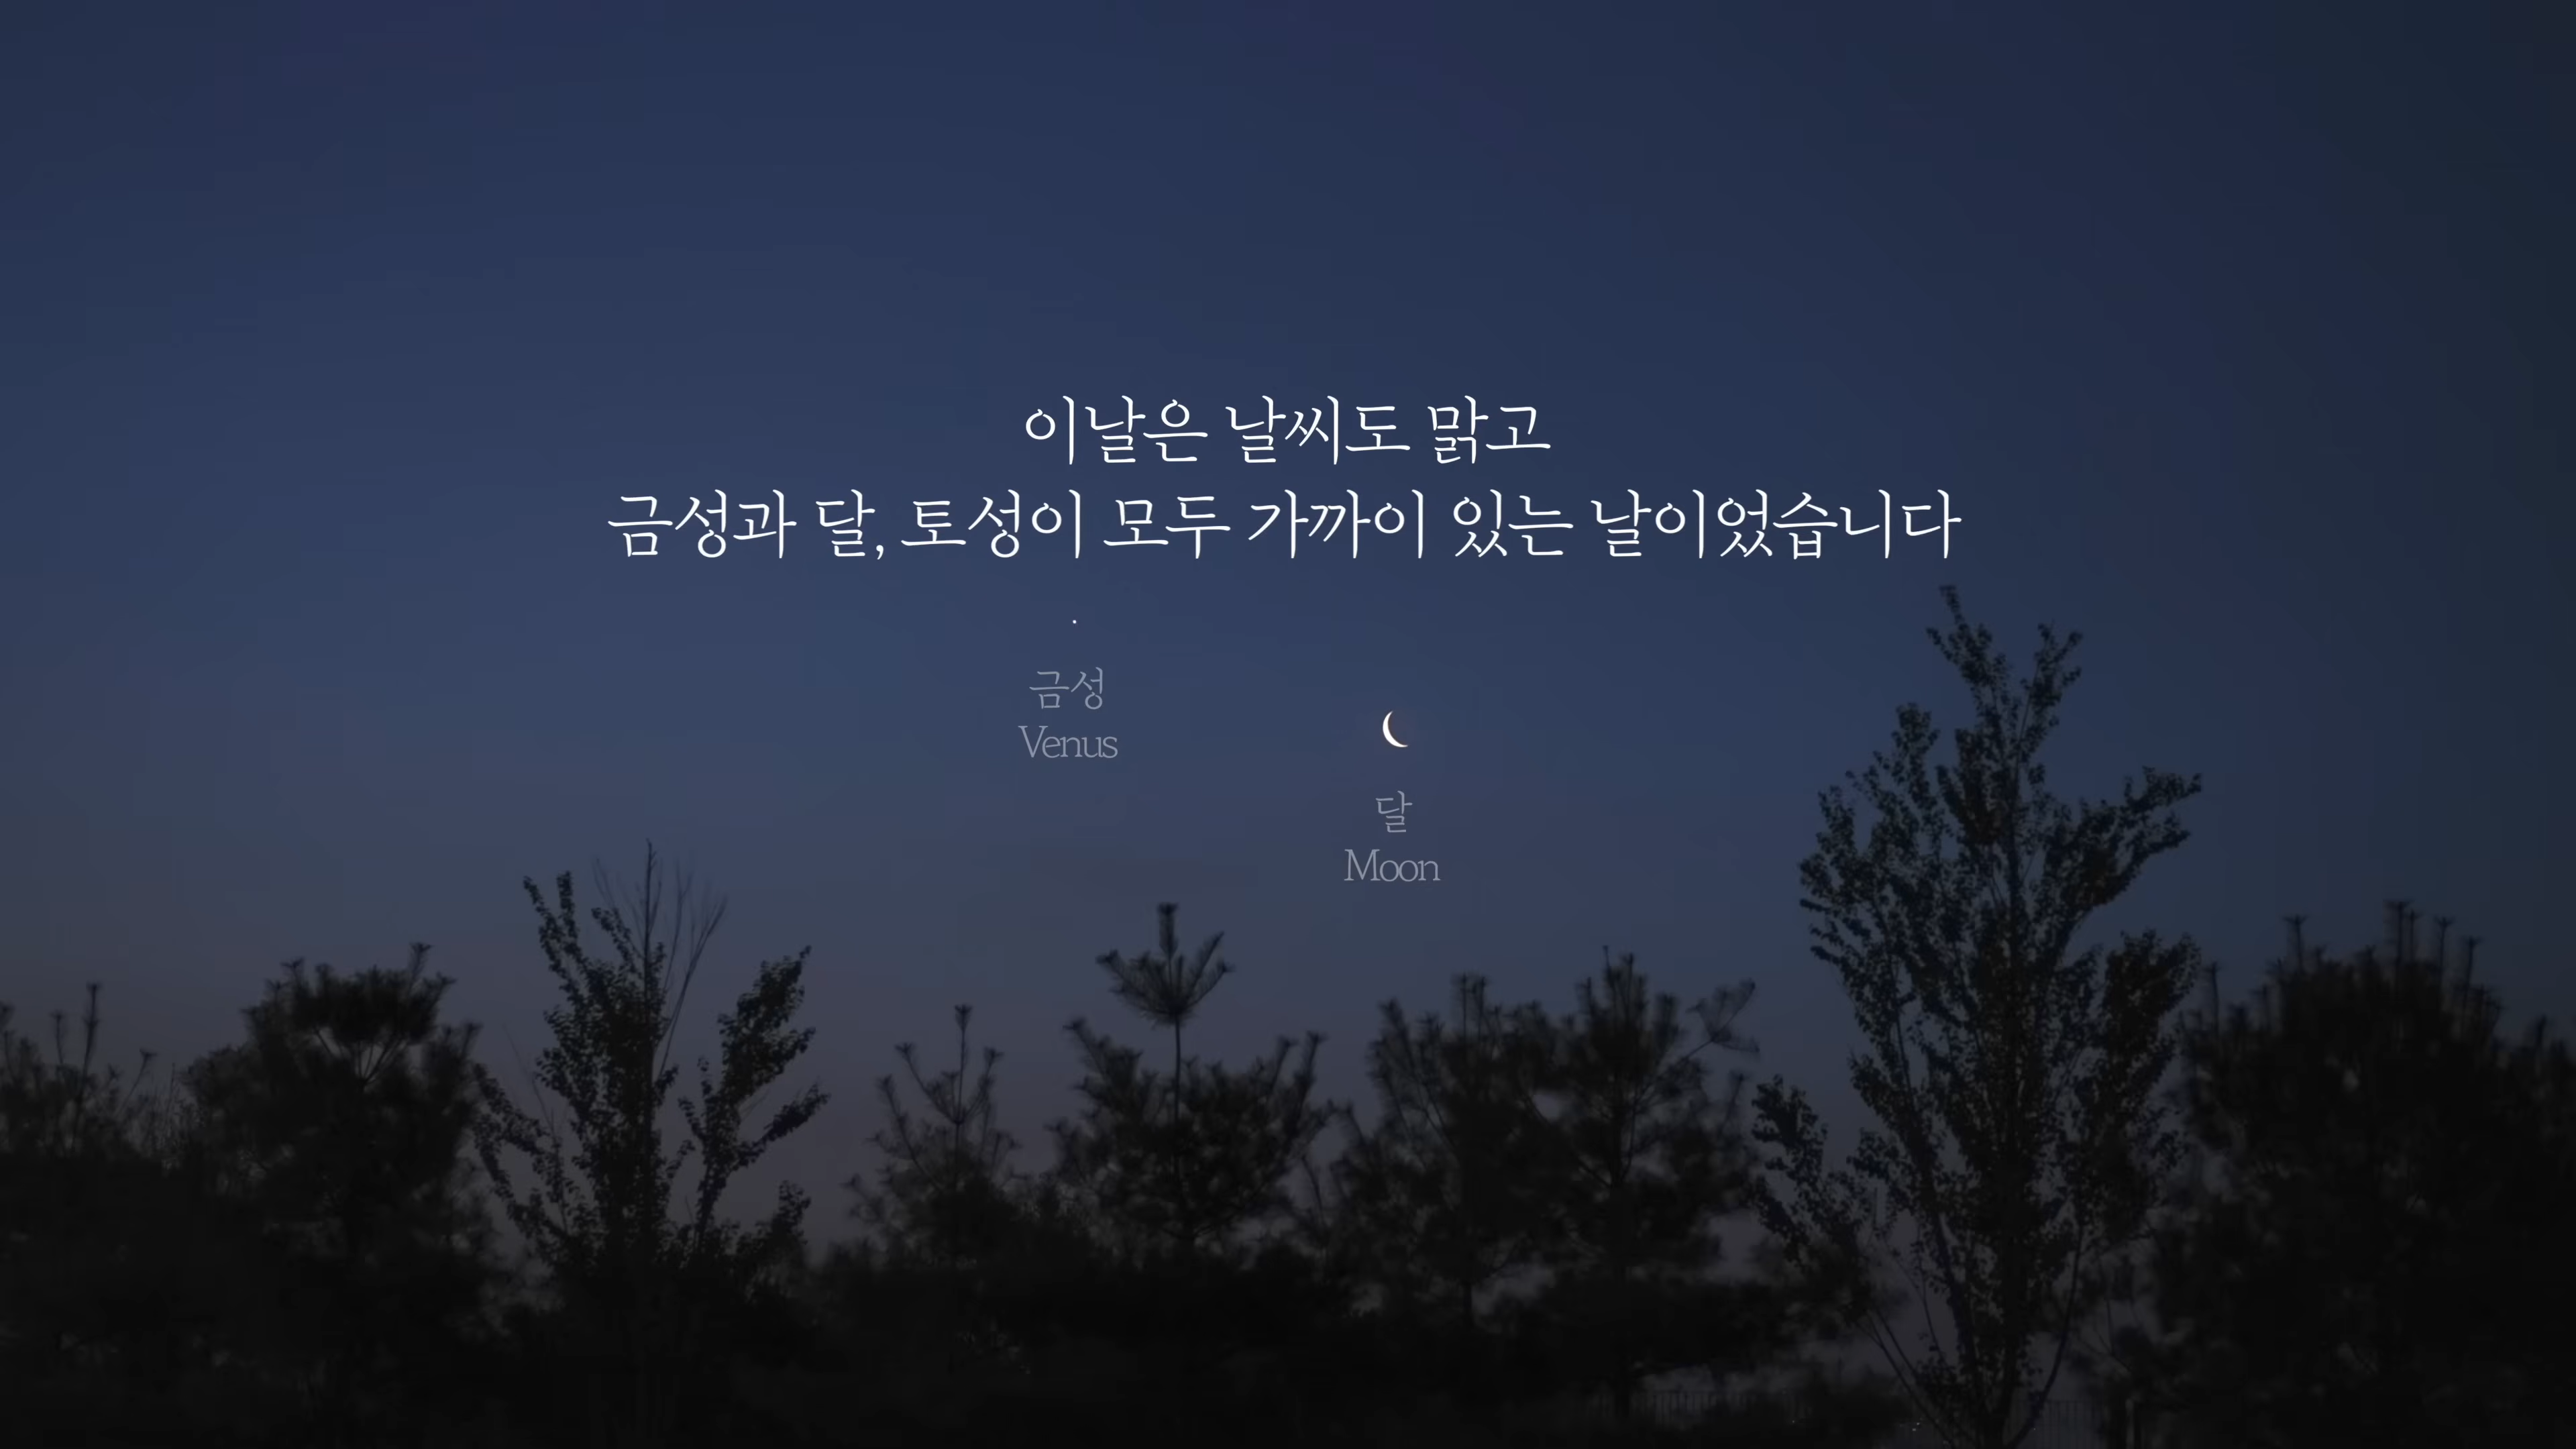 이날은 날씨도 맑고
금성과 달, 토성이 모두 가까이 있는 날이었습니다
금성
Venus
달
Moon